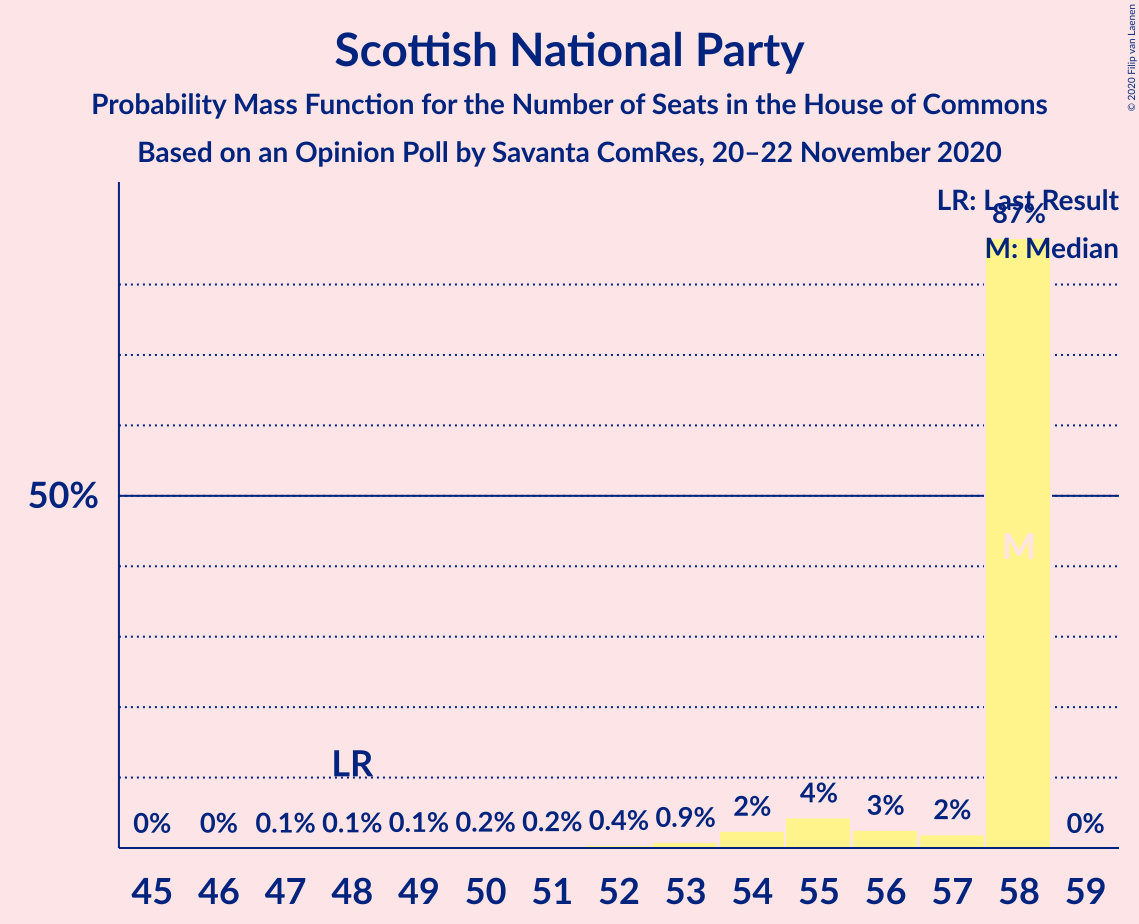 Scottish National Party
Probability Mass Function for the Number of Seats in the House of Commons
Based on an Opinion Poll by Savanta ComRes, 20–22 November 2020
© 2020 Filip van Laenen
LR: Last Result
87%
M: Median
50%
M
LR
0% 0% 0.1% 0.1% 0.1% 0.2% 0.2% 0.4% 0.9% 2% 4% 3% 2% 0%
45 46 47 48 49 50 51 52 53 54 55 56 57 58 59